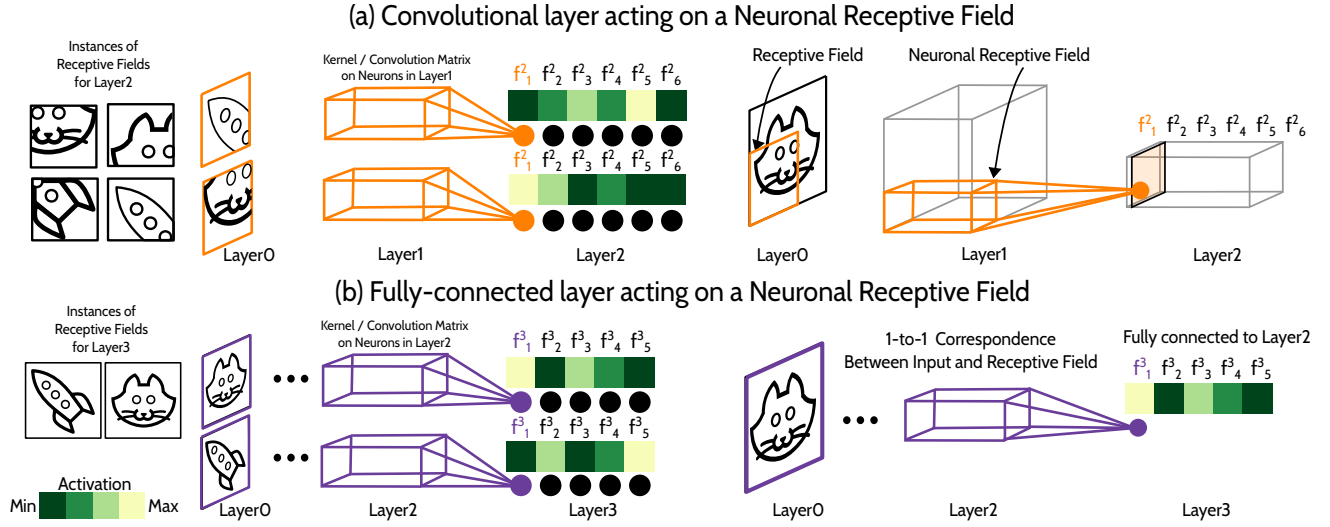 (a) Convolutional layer acting on a Neuronal Receptive Field
Instances of
Receptive Fields
for Layer2
Kernel / Convolution Matrix
on Neurons in Layer1
f²₁ f²₂ f²₃ f²₄ f²₅ f²₆
f²₁ f²₂ f²₃ f²₄ f²₅ f²₆
Layer0
Layer1
Layer2
Receptive Field
Neuronal Receptive Field
f²₁ f²₂ f²₃ f²₄ f²₅ f²₆
Layer0
Layer1
Layer2
(b) Fully-connected layer acting on a Neuronal Receptive Field
Instances of
Receptive Fields
for Layer3
Kernel / Convolution Matrix
on Neurons in Layer2
f³₁ f³₂ f³₃ f³₄ f³₅
f³₁ f³₂ f³₃ f³₄ f³₅
Activation
Min Max
Layer0
Layer2
Layer3
1-to-1 Correspondence
Between Input and Receptive Field
Fully connected to Layer2
f³₁ f³₂ f³₃ f³₄ f³₅
Layer0
Layer2
Layer3